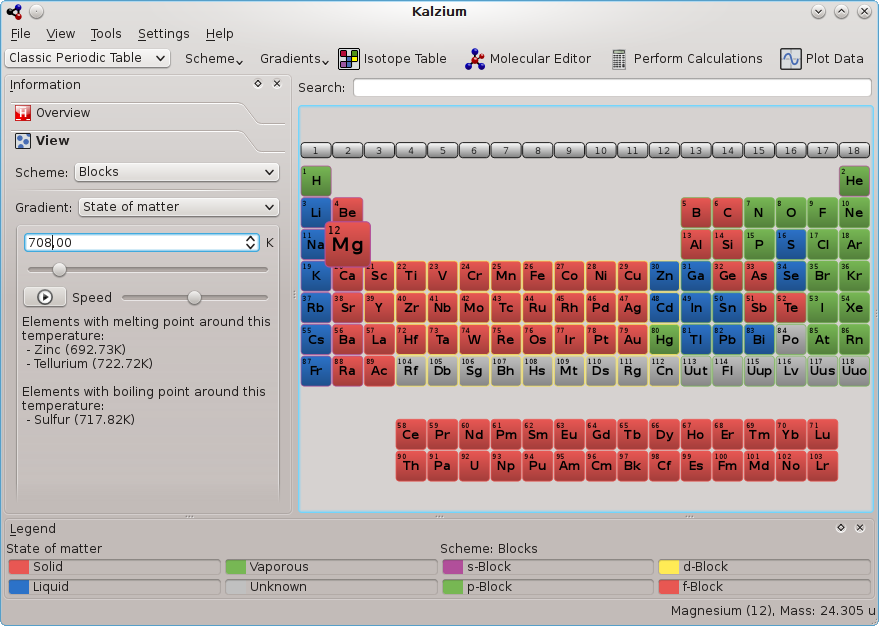 Kalzium
File View Tools Settings Help
Classic Periodic Table Scheme Gradients Isotope Table Molecular Editor Perform Calculations Plot Data
Information
Search:
Overview
View
Scheme: Blocks
Gradient: State of matter
708,00 K
Speed
Elements with melting point around this
temperature:
- Zinc (692.73K)
- Tellurium (722.72K)
Elements with boiling point around this
temperature:
- Sulfur (717.82K)
1 2 3 4 5 6 7 8 9 10 11 12 13 14 15 16 17 18
1 H 2 He
3 Li 4 Be 5 B 6 C 7 N 8 O 9 F 10 Ne
11 Na 12 Mg 13 Al 14 Si 15 P 16 S 17 Cl 18 Ar
19 K Ca 21 Sc 22 Ti 23 V 24 Cr 25 Mn 26 Fe 27 Co 28 Ni 29 Cu 30 Zn 31 Ga 32 Ge 33 As 34 Se 35 Br 36 Kr
37 Rb 38 Sr 39 Y 40 Zr 41 Nb 42 Mo 43 Tc 44 Ru 45 Rh 46 Pd 47 Ag 48 Cd 49 In 50 Sn 51 Sb 52 Te 53 I 54 Xe
55 Cs 56 Ba 57 La 72 Hf 73 Ta 74 W 75 Re 76 Os 77 Ir 78 Pt 79 Au 80 Hg 81 Tl 82 Pb 83 Bi 84 Po 85 At 86 Rn
87 Fr 88 Ra 89 Ac 104 Rf 105 Db 106 Sg 107 Bh 108 Hs 109 Mt 110 Ds 111 Rg 112 Cn 113 Uut 114 Fl 115 Uup 116 Lv 117 Uus 118 Uuo
58 Ce 59 Pr 60 Nd 61 Pm 62 Sm 63 Eu 64 Gd 65 Tb 66 Dy 67 Ho 68 Er 69 Tm 70 Yb 71 Lu
90 Th 91 Pa 92 U 93 Np 94 Pu 95 Am 96 Cm 97 Bk 98 Cf 99 Es 100 Fm 101 Md 102 No 103 Lr
Legend
State of matter Scheme: Blocks
Solid Vaporous s-Block d-Block
Liquid Unknown p-Block f-Block
Magnesium (12), Mass: 24.305 u